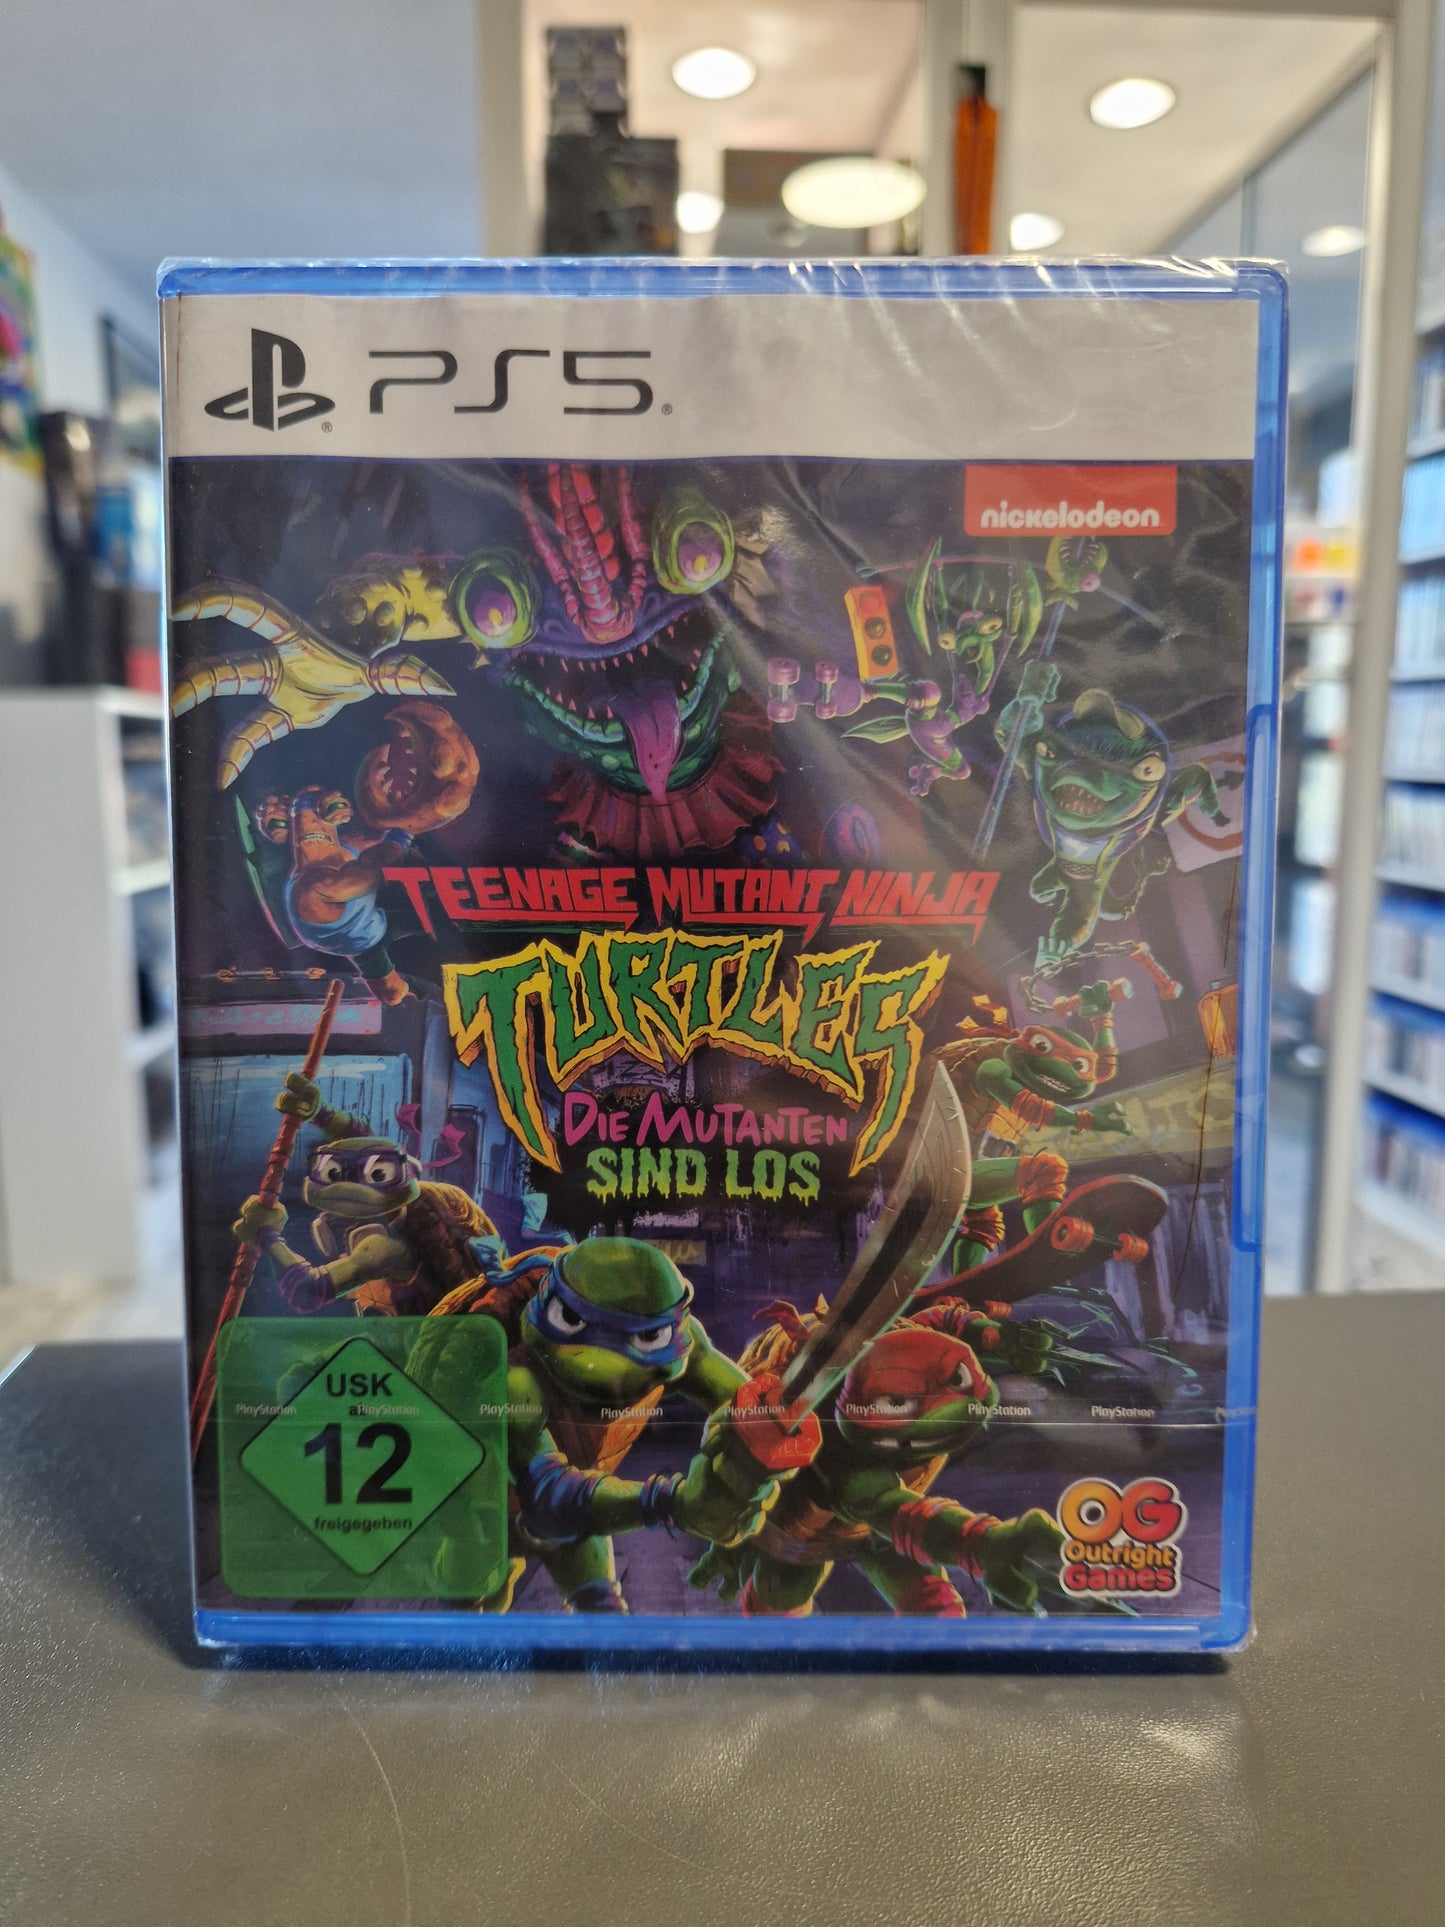 PS5®
nickelodeon
TEENAGE MUTANT NINJA
TURTLES
DIE MUTANTEN
SIND LOS
USK
ab
12
freigegeben
PlayStation PlayStation PlayStation PlayStation PlayStation PlayStation PlayStation PlayStation
OG
Outright
Games